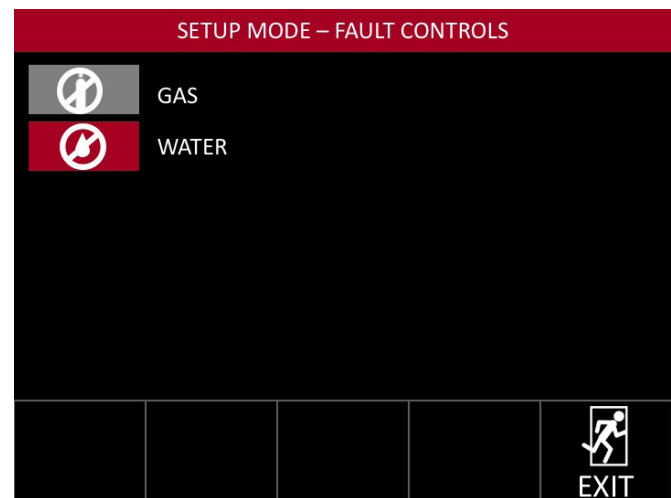 SETUP MODE – FAULT CONTROLS
GAS
WATER
EXIT